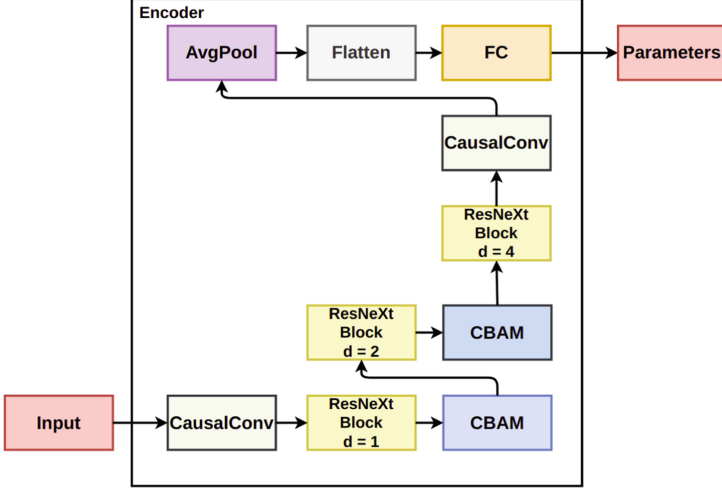 Encoder
AvgPool
Flatten
FC
Parameters
CausalConv
ResNeXt
Block
d = 4
ResNeXt
Block
d = 2
CBAM
Input
CausalConv
ResNeXt
Block
d = 1
CBAM